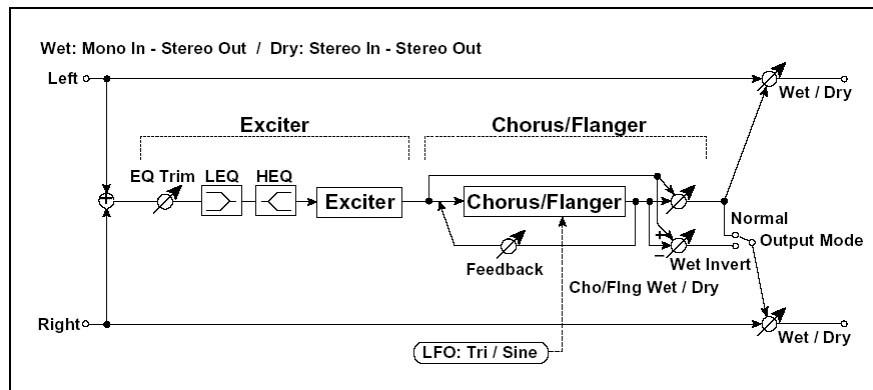 Wet: Mono In - Stereo Out / Dry: Stereo In - Stereo Out
Left
Wet / Dry
Exciter
Chorus/Flanger
EQ Trim
LEQ
HEQ
+
Exciter
Chorus/Flanger
Normal
+
−
Output Mode
Feedback
Wet Invert
Cho/Flng Wet / Dry
Right
Wet / Dry
LFO: Tri / Sine